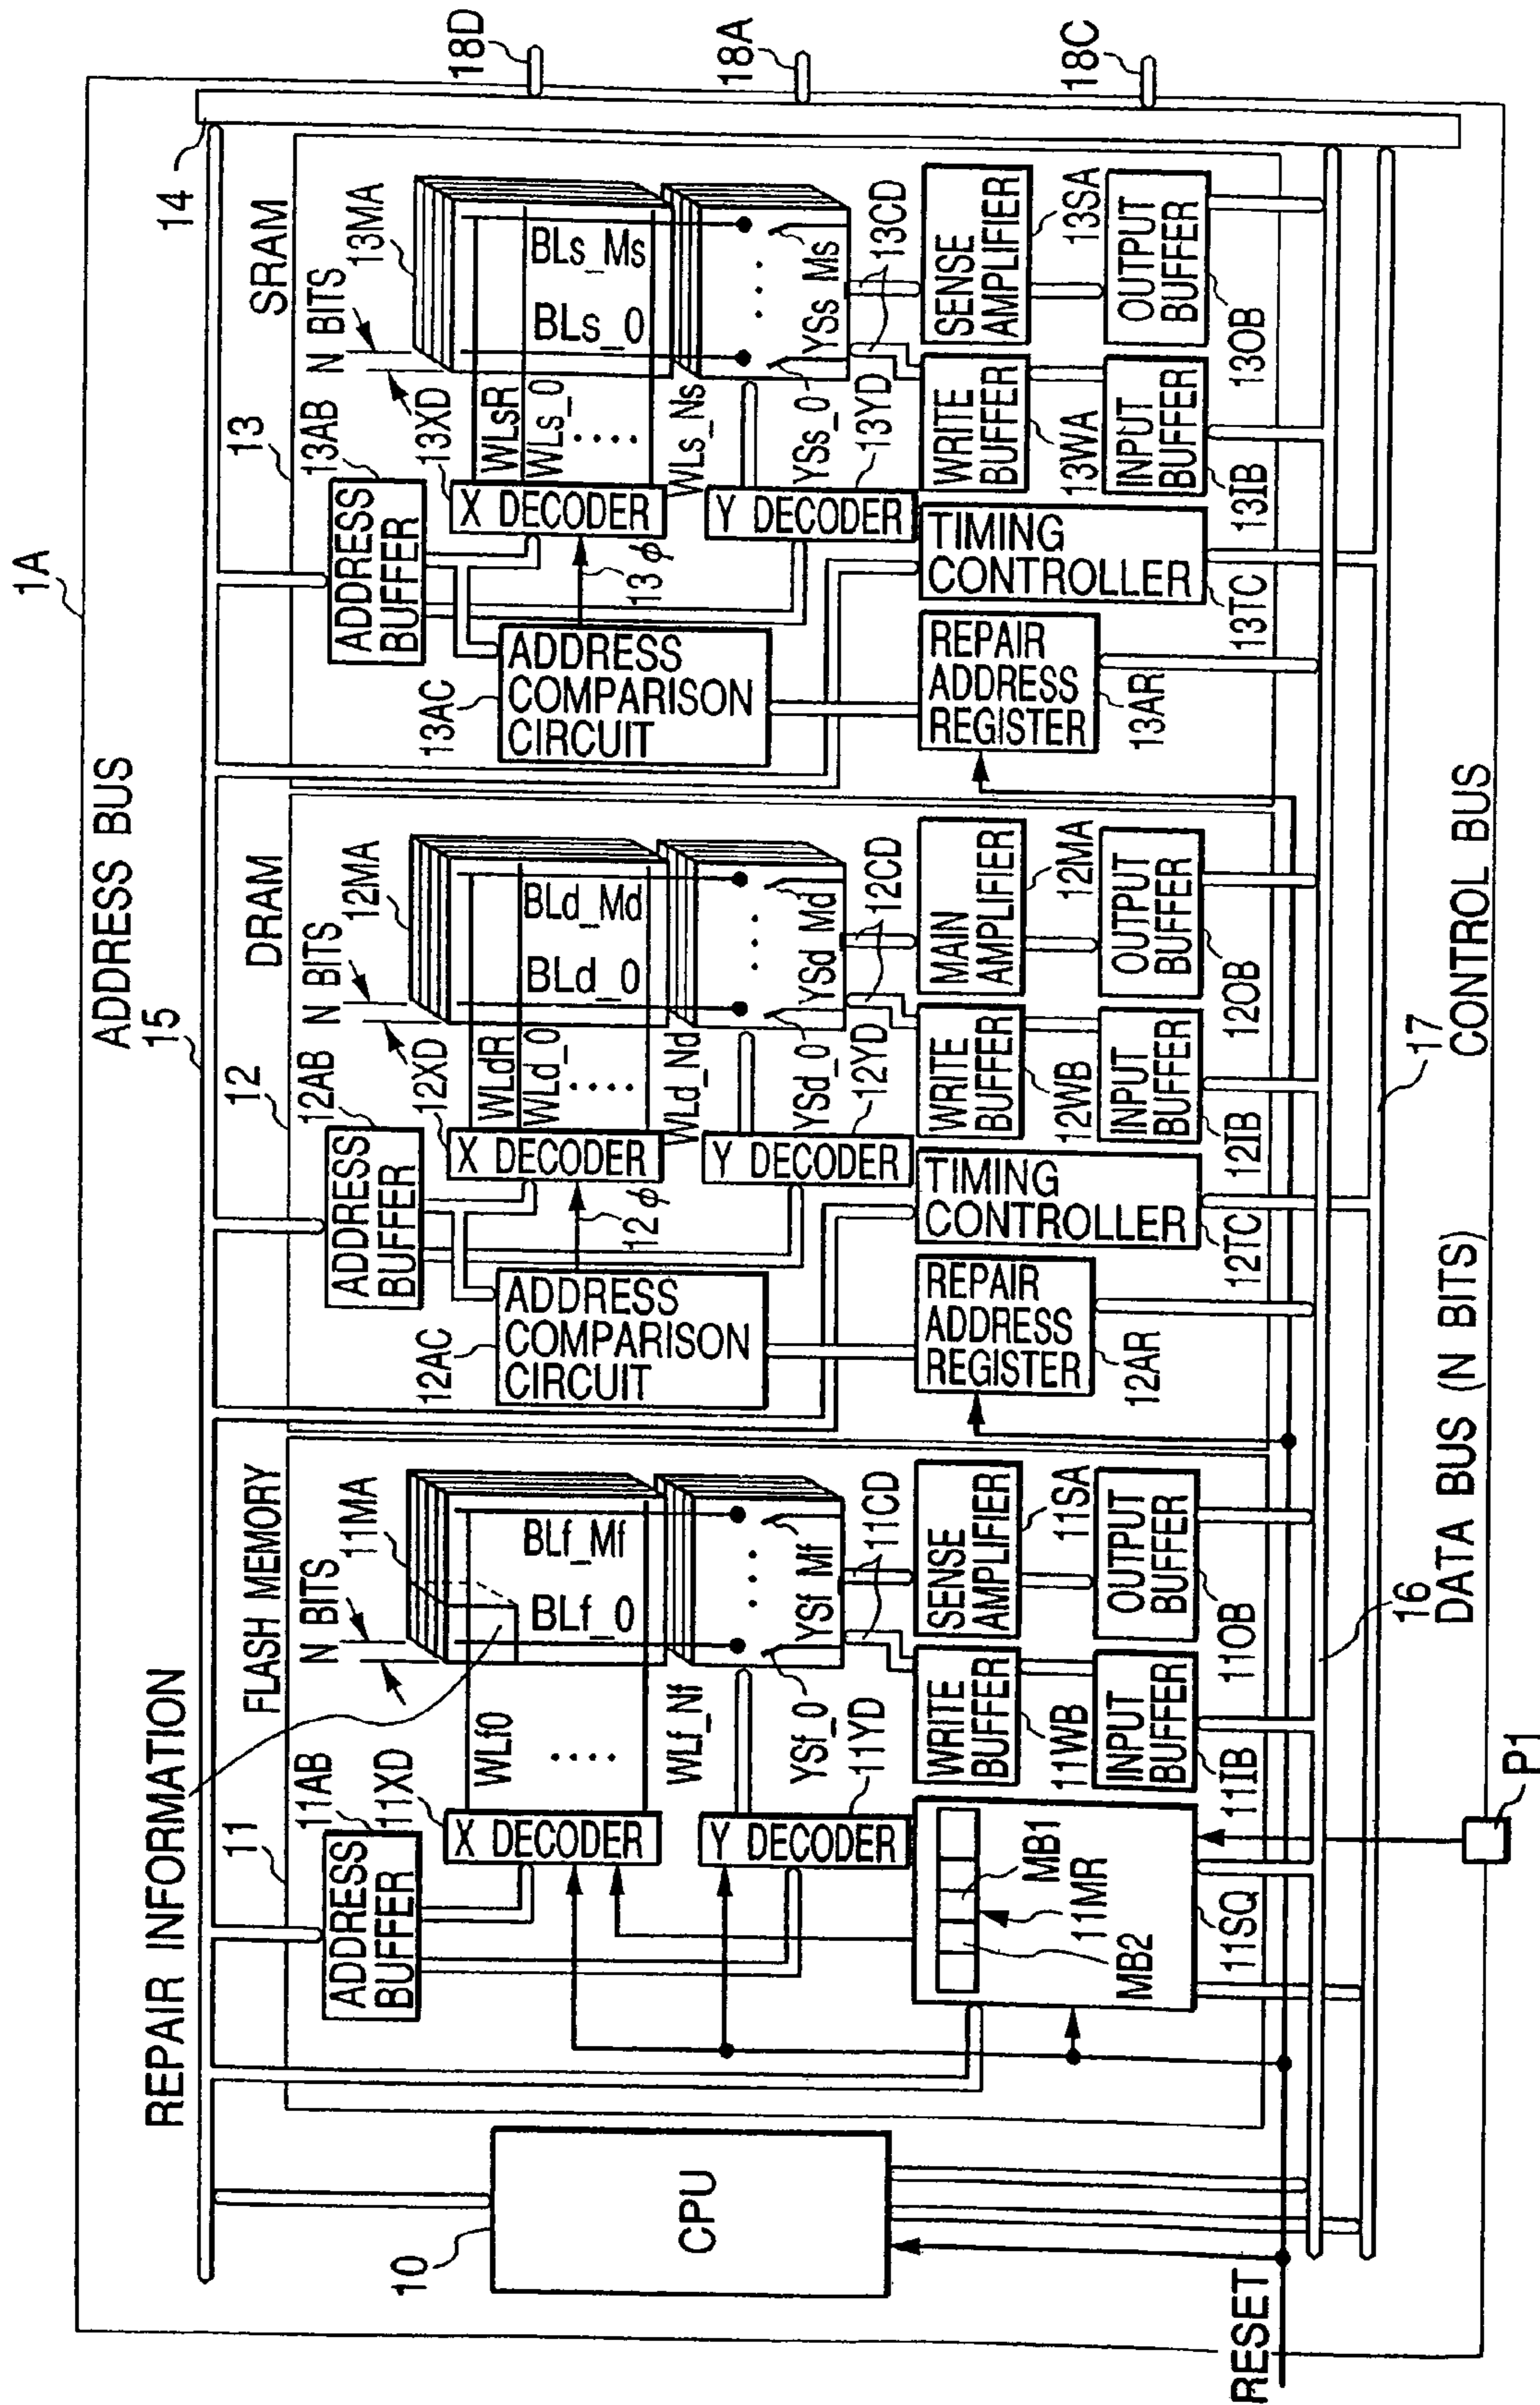 1A
ADDRESS BUS
15
14
REPAIR INFORMATION
FLASH MEMORY
11
11AB
ADDRESS
BUFFER
11XD
X DECODER
N BITS
11MA
WLf0
....
WLf_Nf
BLf_0
BLf_Mf
...
YSf_0
YSf_Mf
11CD
11YD
Y DECODER
MB1
11MR
MB2
11SQ
WRITE
BUFFER
11WB
SENSE
AMPLIFIER
11SA
INPUT
BUFFER
11IB
OUTPUT
BUFFER
11OB
DRAM
12
12AB
ADDRESS
BUFFER
12XD
X DECODER
N BITS
12MA
WLdR
WLd_0
....
WLd_Nd
BLd_0
BLd_Md
...
YSd_0
YSd_Md
12CD
12YD
Y DECODER
12φ
12AC
ADDRESS
COMPARISON
CIRCUIT
REPAIR
ADDRESS
REGISTER
12AR
TIMING
CONTROLLER
12TC
WRITE
BUFFER
12WB
MAIN
AMPLIFIER
12MA
INPUT
BUFFER
12IB
OUTPUT
BUFFER
12OB
SRAM
13
13AB
ADDRESS
BUFFER
13XD
X DECODER
N BITS
13MA
WLsR
WLs_0
....
WLs_Ns
BLs_0
BLs_Ms
...
YSs_0
YSs_Ms
13CD
13YD
Y DECODER
13φ
13AC
ADDRESS
COMPARISON
CIRCUIT
REPAIR
ADDRESS
REGISTER
13AR
TIMING
CONTROLLER
13TC
WRITE
BUFFER
13WA
SENSE
AMPLIFIER
13SA
INPUT
BUFFER
13IB
OUTPUT
BUFFER
13OB
18D
18A
18C
10
CPU
RESET
16
DATA BUS (N BITS)
17
CONTROL BUS
P1